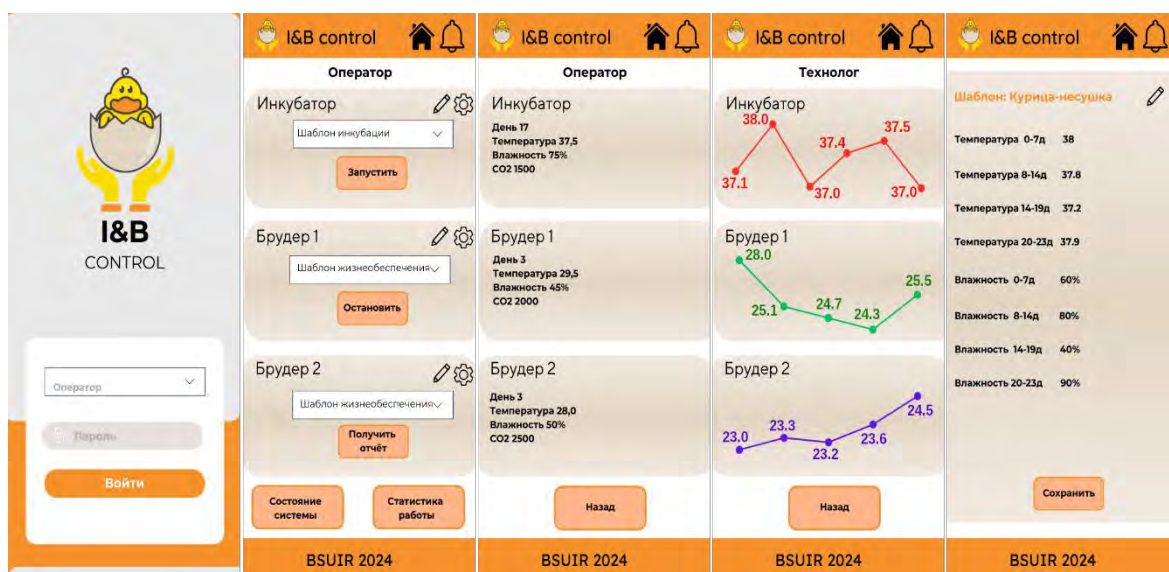 I&B
CONTROL
Оператор
Пароль
Войти
I&B control
Оператор
Инкубатор
Шаблон инкубации
Запустить
Брудер 1
Шаблон жизнеобеспечения
Остановить
Брудер 2
Шаблон жизнеобеспечения
Получить
отчёт
Состояние
системы
Статистика
работы
BSUIR 2024
I&B control
Оператор
Инкубатор
День 17
Температура 37,5
Влажность 75%
CO2 1500
Брудер 1
День 3
Температура 29,5
Влажность 45%
CO2 2000
Брудер 2
День 3
Температура 28,0
Влажность 50%
CO2 2500
Назад
BSUIR 2024
I&B control
Технолог
Инкубатор
37.1
38.0
37.0
37.4
37.5
37.0
Брудер 1
28.0
25.1
24.7
24.3
25.5
Брудер 2
23.0
23.3
23.2
23.6
24.5
Назад
BSUIR 2024
I&B control
Шаблон: Курица-несушка
Температура 0-7д 38
Температура 8-14д 37.8
Температура 14-19д 37.2
Температура 20-23д 37.9
Влажность 0-7д 60%
Влажность 8-14д 80%
Влажность 14-19д 40%
Влажность 20-23д 90%
Сохранить
BSUIR 2024